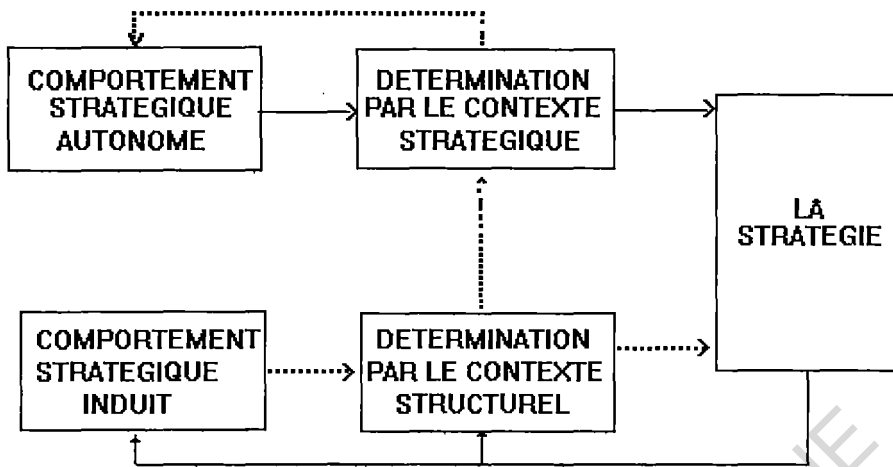 COMPORTEMENT
STRATEGIQUE
AUTONOME
DETERMINATION
PAR LE CONTEXTE
STRATEGIQUE
LA
STRATEGIE
COMPORTEMENT
STRATEGIQUE
INDUIT
DETERMINATION
PAR LE CONTEXTE
STRUCTUREL